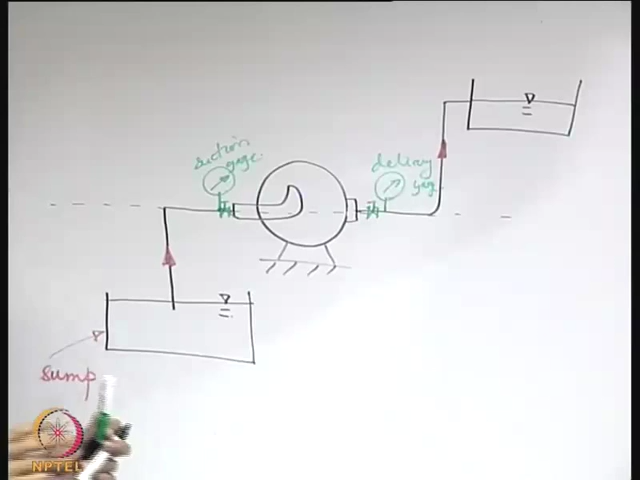 suction
gage.
delivery
gage.
sump
NPTEL